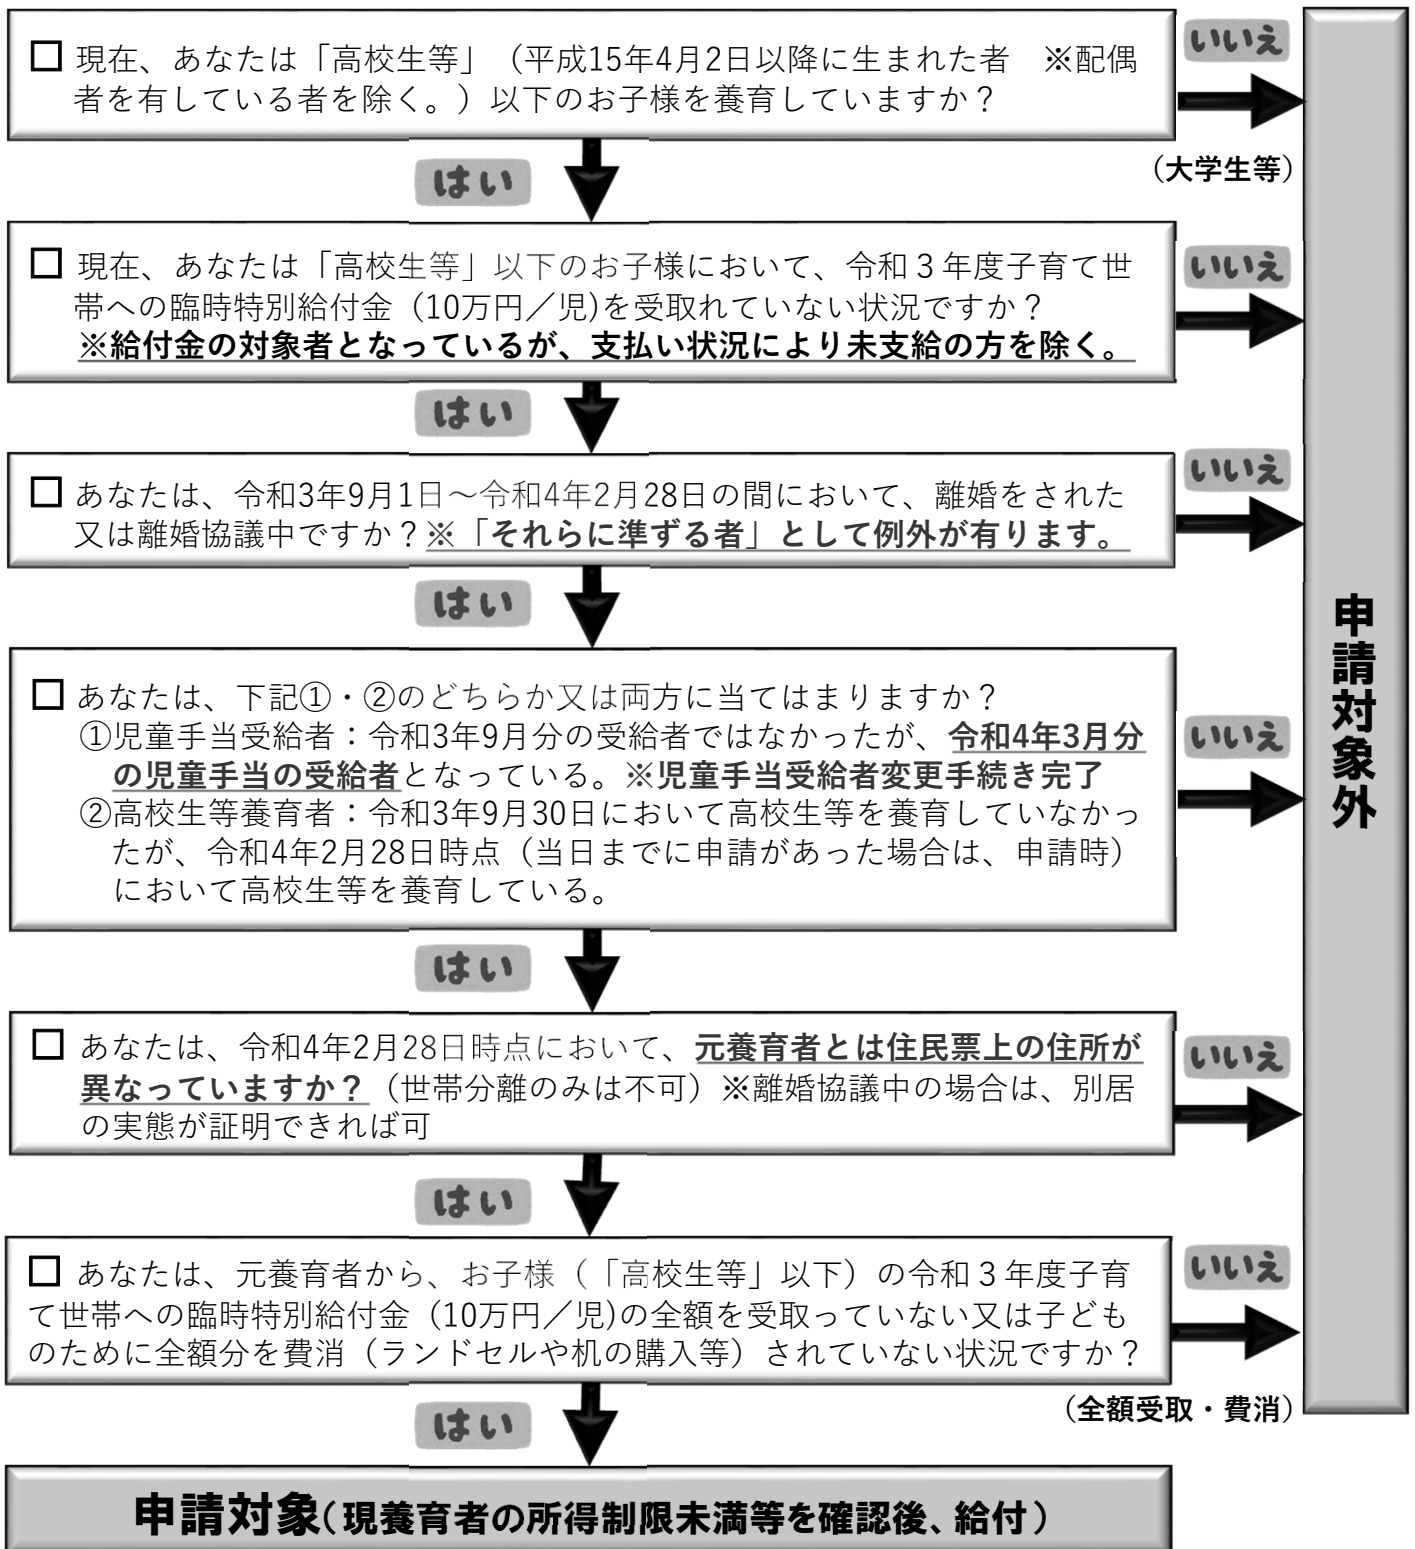 □ 現在、あなたは「高校生等」（平成15年4月2日以降に生まれた者　※配偶
者を有している者を除く。）以下のお子様を養育していますか？
いいえ
（大学生等）
はい
□ 現在、あなたは「高校生等」以下のお子様において、令和３年度子育て世
帯への臨時特別給付金（10万円／児)を受取れていない状況ですか？
※給付金の対象者となっているが、支払い状況により未支給の方を除く。
いいえ
はい
□ あなたは、令和3年9月1日～令和4年2月28日の間において、離婚をされた
又は離婚協議中ですか？※「それらに準ずる者」として例外が有ります。
いいえ
はい
□ あなたは、下記①・②のどちらか又は両方に当てはまりますか？
①児童手当受給者：令和3年9月分の受給者ではなかったが、令和4年3月分
の児童手当の受給者となっている。※児童手当受給者変更手続き完了
②高校生等養育者：令和3年9月30日において高校生等を養育していなかっ
たが、令和4年2月28日時点（当日までに申請があった場合は、申請時）
において高校生等を養育している。
いいえ
はい
□ あなたは、令和4年2月28日時点において、元養育者とは住民票上の住所が
異なっていますか？（世帯分離のみは不可）※離婚協議中の場合は、別居
の実態が証明できれば可
いいえ
はい
□ あなたは、元養育者から、お子様（「高校生等」以下）の令和３年度子育
て世帯への臨時特別給付金（10万円／児)の全額を受取っていない又は子ども
のために全額分を費消（ランドセルや机の購入等）されていない状況ですか？
いいえ
（全額受取・費消）
はい
申請対象外
申請対象（現養育者の所得制限未満等を確認後、給付）